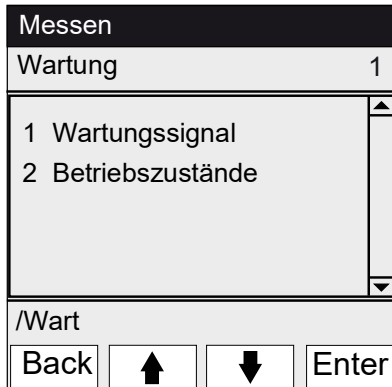 Messen
Wartung 1
1 Wartungssignal
2 Betriebszustände
/Wart
Back Enter